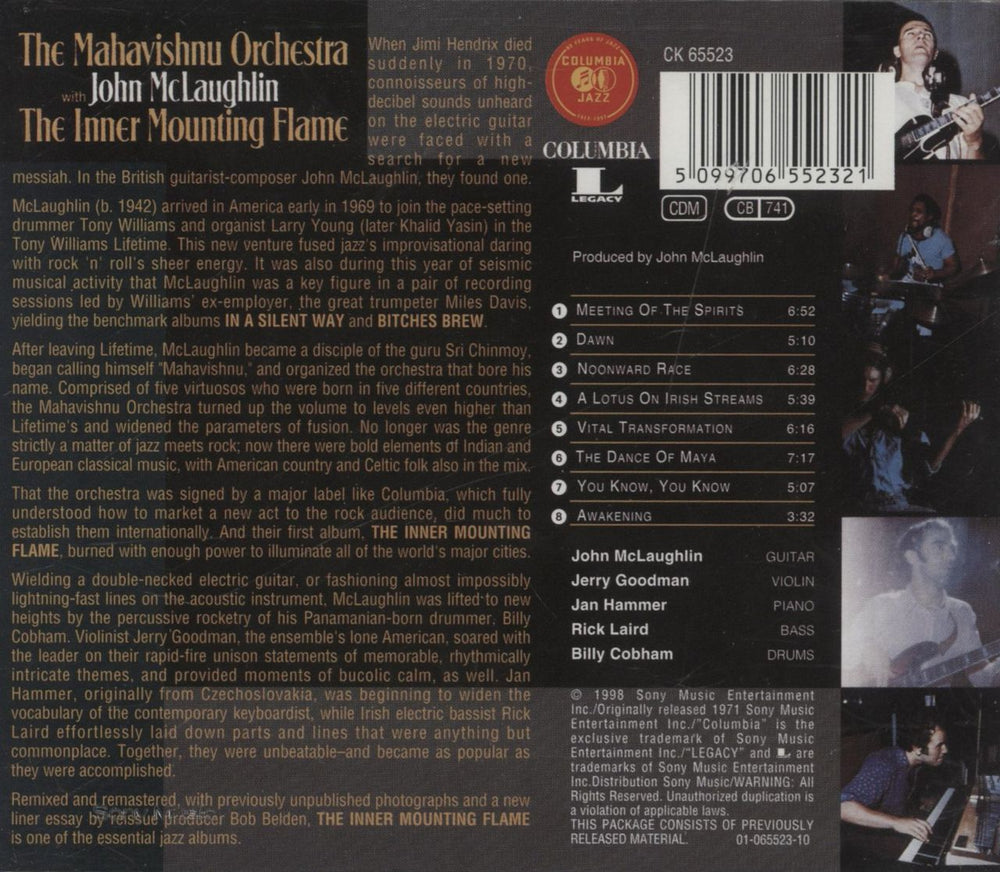 The Mahavishnu Orchestra
with John McLaughlin
The Inner Mounting Flame
When Jimi Hendrix died
suddenly in 1970,
connoisseurs of high-
decibel sounds unheard
on the electric guitar
were faced with a
search for a new
messiah. In the British guitarist-composer John McLaughlin, they found one.
McLaughlin (b. 1942) arrived in America early in 1969 to join the pace-setting
drummer Tony Williams and organist Larry Young (later Khalid Yasin) in the
Tony Williams Lifetime. This new venture fused jazz's improvisational daring
with rock 'n' roll's sheer energy. It was also during this year of seismic
musical activity that McLaughlin was a key figure in a pair of recording
sessions led by Williams' ex-employer, the great trumpeter Miles Davis,
yielding the benchmark albums IN A SILENT WAY and BITCHES BREW.
After leaving Lifetime, McLaughlin became a disciple of the guru Sri Chinmoy,
began calling himself "Mahavishnu," and organized the orchestra that bore his
name. Comprised of five virtuosos who were born in five different countries,
the Mahavishnu Orchestra turned up the volume to levels even higher than
Lifetime's and widened the parameters of fusion. No longer was the genre
strictly a matter of jazz meets rock; now there were bold elements of Indian and
European classical music, with American country and Celtic folk also in the mix.
That the orchestra was signed by a major label like Columbia, which fully
understood how to market a new act to the rock audience, did much to
establish them internationally. And their first album, THE INNER MOUNTING
FLAME, burned with enough power to illuminate all of the world's major cities.
Wielding a double-necked electric guitar, or fashioning almost impossibly
lightning-fast lines on the acoustic instrument, McLaughlin was lifted to new
heights by the percussive rocketry of his Panamanian-born drummer, Billy
Cobham. Violinist Jerry Goodman, the ensemble's lone American, soared with
the leader on their rapid-fire unison statements of memorable, rhythmically
intricate themes, and provided moments of bucolic calm, as well. Jan
Hammer, originally from Czechoslovakia, was beginning to widen the
vocabulary of the contemporary keyboardist, while Irish electric bassist Rick
Laird effortlessly laid down parts and lines that were anything but
commonplace. Together, they were unbeatable–and became as popular as
they were accomplished.
Remixed and remastered, with previously unpublished photographs and a new
liner essay by reissue producer Bob Belden, THE INNER MOUNTING FLAME
is one of the essential jazz albums.
COLUMBIA
JAZZ
COLUMBIA
L
LEGACY
CK 65523
5 099706 552321
CDM
CB 741
Produced by John McLaughlin
1 MEETING OF THE SPIRITS 6:52
2 DAWN 5:10
3 NOONWARD RACE 6:28
4 A LOTUS ON IRISH STREAMS 5:39
5 VITAL TRANSFORMATION 6:16
6 THE DANCE OF MAYA 7:17
7 YOU KNOW, YOU KNOW 5:07
8 AWAKENING 3:32
John McLaughlin GUITAR
Jerry Goodman VIOLIN
Jan Hammer PIANO
Rick Laird BASS
Billy Cobham DRUMS
© 1998 Sony Music Entertainment
Inc./Originally released 1971 Sony Music
Entertainment Inc./"Columbia" is the
exclusive trademark of Sony Music
Entertainment Inc./"LEGACY" and L are
trademarks of Sony Music Entertainment
Inc.Distribution Sony Music/WARNING: All
Rights Reserved. Unauthorized duplication is
a violation of applicable laws.
THIS PACKAGE CONSISTS OF PREVIOUSLY
RELEASED MATERIAL. 01-065523-10